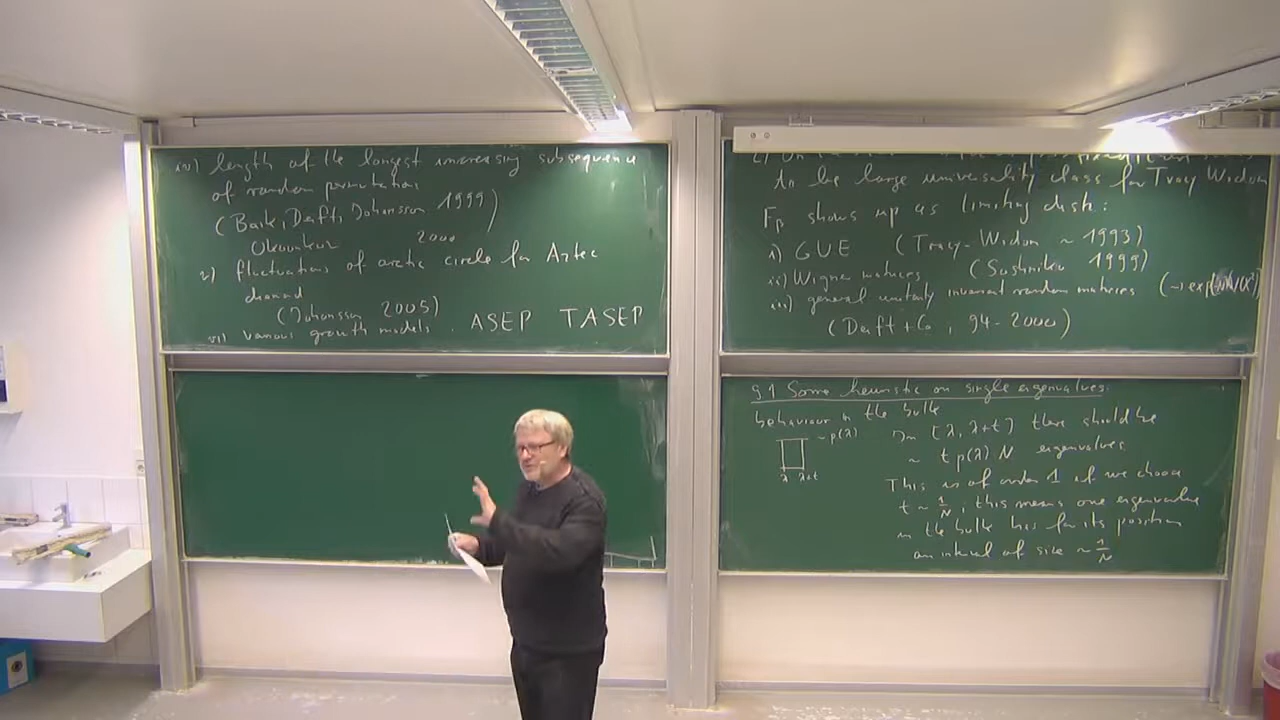 iv) length of the longest increasing subsequence
of random permutations
(Baik, Deift, Johansson 1999)
Okounkov 2000
v) fluctuations of arctic circle for Aztec
diamond
(Johansson 2005)
vi) various growth models. ASEP TASEP
to be large universality class for Tracy Widom
Fβ shows up as limiting distr:
i) GUE (Tracy-Widom ~ 1993)
ii) Wigner matrices (Soshnikov 1999)
iii) general unitarily invariant random matrices (→ exp
(Deift + Co, 94-2000)
Some heuristic on single eigenvalues
behaviour in the bulk
~ p(λ)
λ λ+t
In [λ, λ+t] there should be
~ t p(λ) N eigenvalues.
This is of order 1 if we choose
t ~ 1/N; this means one eigenvalue
in the bulk has for its position
an interval of size ~ 1/N